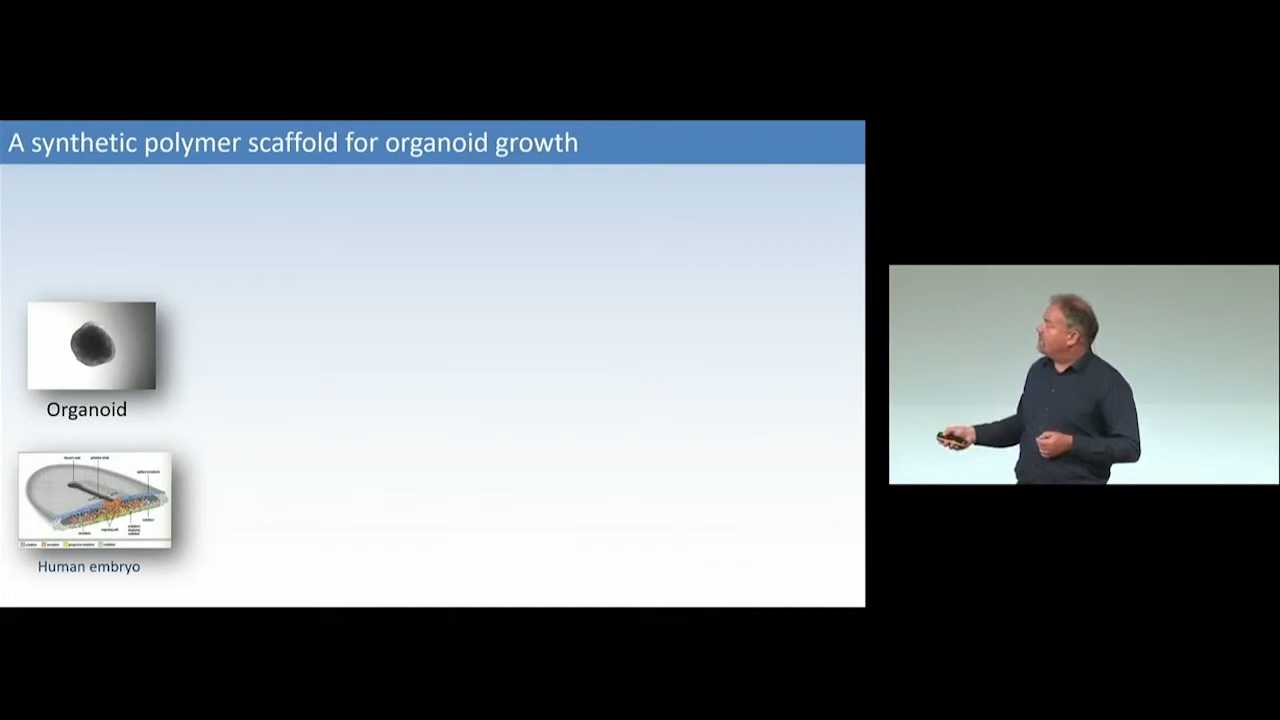 A synthetic polymer scaffold for organoid growth
Organoid
Human embryo